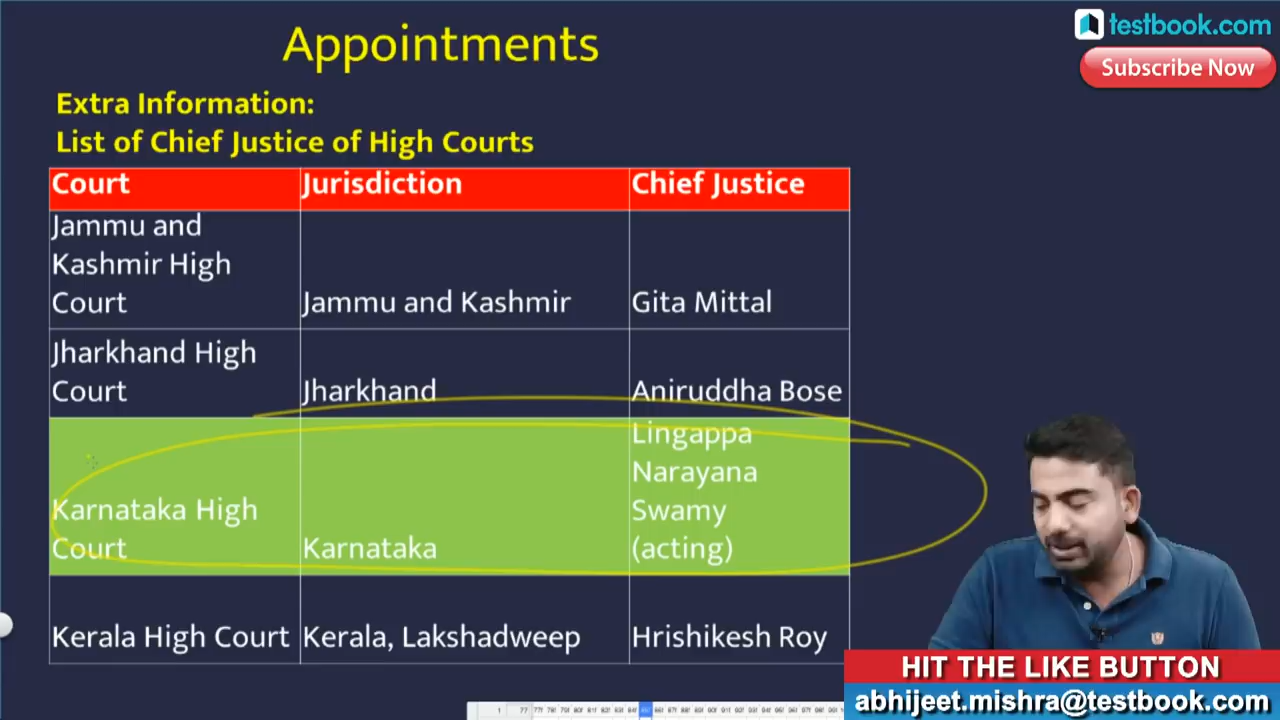 Appointments
testbook.com
Subscribe Now
Extra Information:
List of Chief Justice of High Courts
Court Jurisdiction Chief Justice
Jammu and
Kashmir High
Court Jammu and Kashmir Gita Mittal
Jharkhand High
Court Jharkhand Aniruddha Bose
Lingappa
Narayana
Karnataka High Swamy
Court Karnataka (acting)
Kerala High Court Kerala, Lakshadweep Hrishikesh Roy
HIT THE LIKE BUTTON
abhijeet.mishra@testbook.com